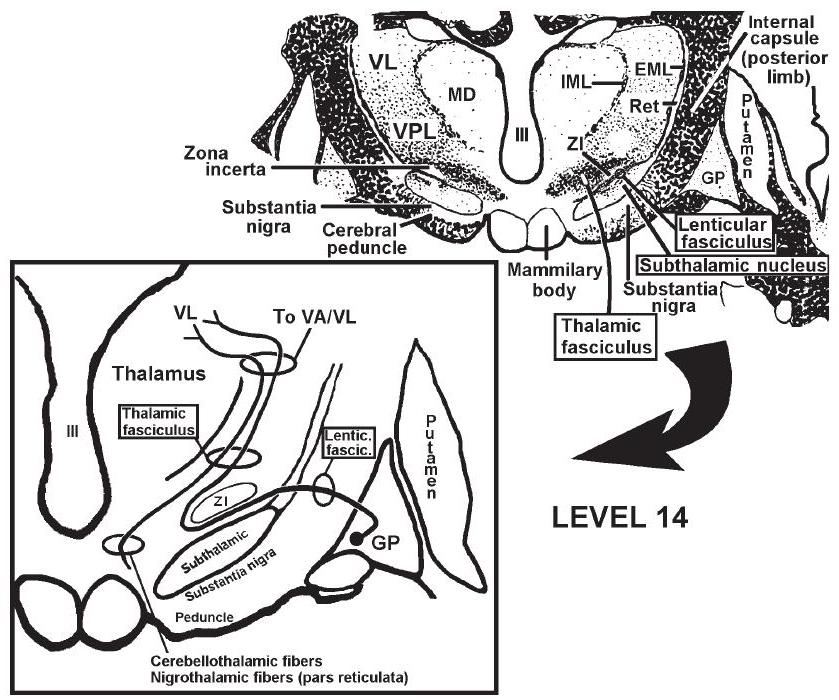 Internal
capsule
(posterior
limb)
VL
MD
IML
EML
Ret
VPL
III
ZI
Putamen
GP
Zona
incerta
Substantia
nigra
Cerebral
peduncle
Lenticular
fasciculus
Subthalamic nucleus
Mammilary
body
Substantia
nigra
Thalamic
fasciculus
VL
To VA/VL
Thalamus
Thalamic
fasciculus
III
Lentic.
fascic.
Putamen
ZI
GP
Subthalamic
Substantia nigra
Peduncle
Cerebellothalamic fibers
Nigrothalamic fibers (pars reticulata)
LEVEL 14